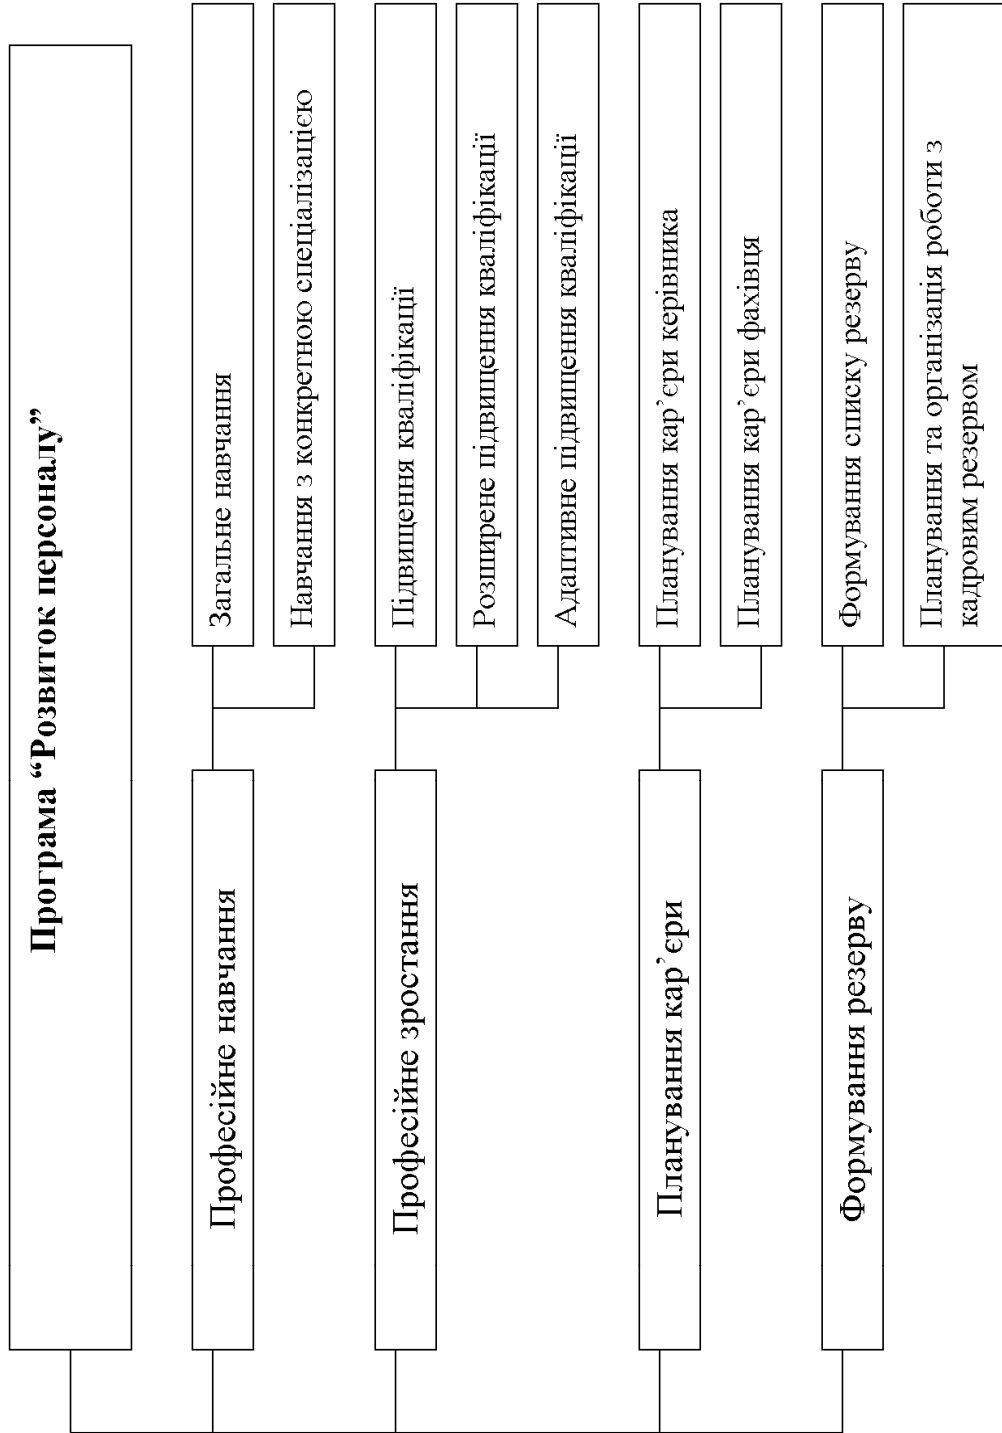 Програма “Розвиток персоналу”
Професійне навчання
Загальне навчання
Навчання з конкретною спеціалізацією
Професійне зростання
Підвищення кваліфікації
Розширене підвищення кваліфікації
Адаптивне підвищення кваліфікації
Планування кар’єри
Планування кар’єри керівника
Планування кар’єри фахівця
Формування резерву
Формування списку резерву
Планування та організація роботи з
кадровим резервом